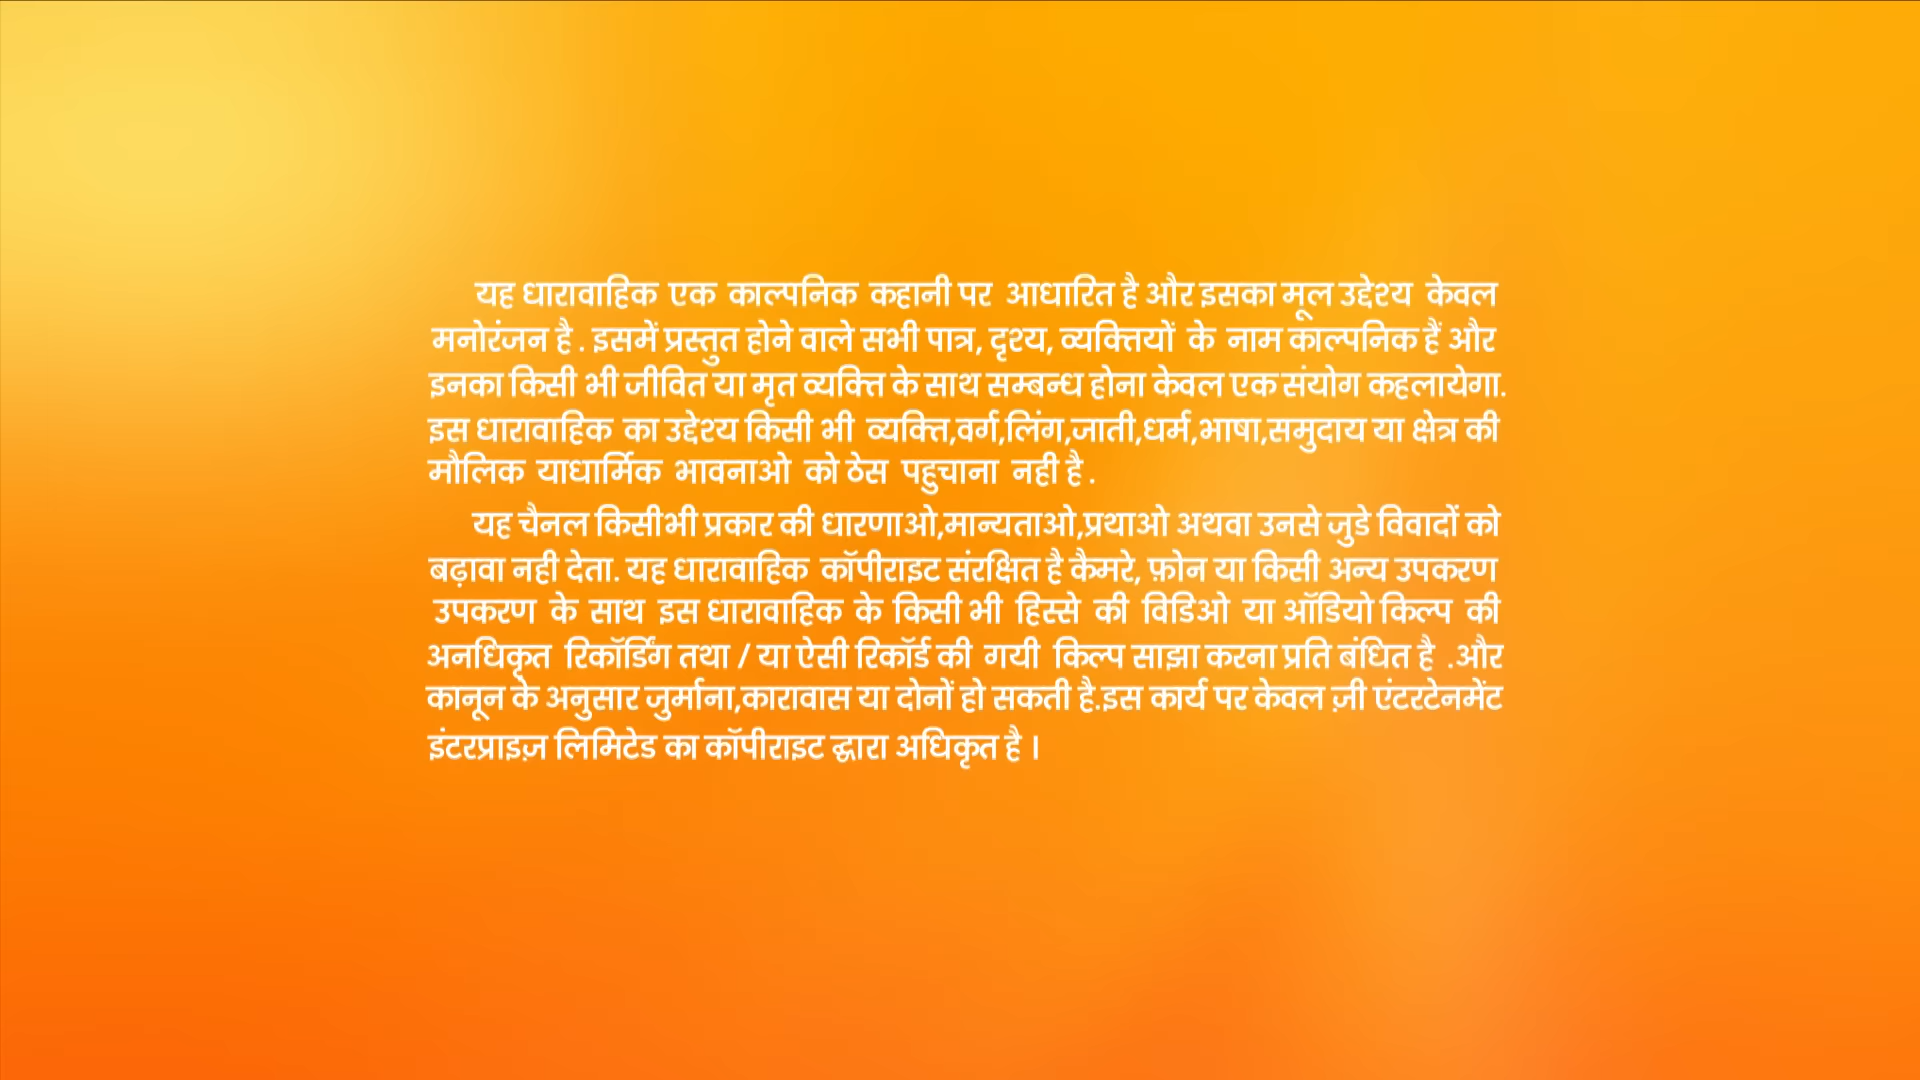 यह धारावाहिक एक काल्पनिक कहानी पर आधारित है और इसका मूल उद्देश्य केवल
मनोरंजन है . इसमें प्रस्तुत होने वाले सभी पात्र, दृश्य, व्यक्तियों के नाम काल्पनिक हैं और
इनका किसी भी जीवित या मृत व्यक्ति के साथ सम्बन्ध होना केवल एक संयोग कहलायेगा.
इस धारावाहिक का उद्देश्य किसी भी व्यक्ति,वर्ग,लिंग,जाती,धर्म,भाषा,समुदाय या क्षेत्र की
मौलिक याधार्मिक भावनाओ को ठेस पहुचाना नही है .
यह चैनल किसीभी प्रकार की धारणाओ,मान्यताओ,प्रथाओ अथवा उनसे जुडे विवादों को
बढ़ावा नही देता. यह धारावाहिक कॉपीराइट संरक्षित है कैमरे, फ़ोन या किसी अन्य उपकरण
उपकरण के साथ इस धारावाहिक के किसी भी हिस्से की विडिओ या ऑडियो किल्प की
अनधिकृत रिकॉर्डिंग तथा / या ऐसी रिकॉर्ड की गयी किल्प साझा करना प्रति बंधित है .और
कानून के अनुसार जुर्माना,कारावास या दोनों हो सकती है.इस कार्य पर केवल ज़ी एंटरटेनमेंट
इंटरप्राइज़ लिमिटेड का कॉपीराइट द्धारा अधिकृत है ।